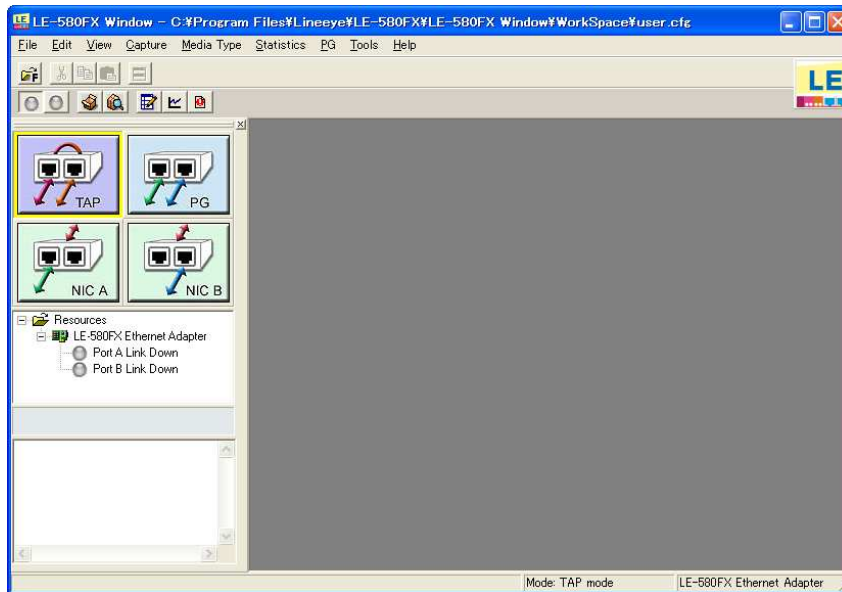 LE-580FX Window - C:¥Program Files¥Lineeye¥LE-580FX¥LE-580FX Window¥WorkSpace¥user.cfg
File Edit View Capture Media Type Statistics PG Tools Help
LE
TAP
PG
NIC A
NIC B
Resources
LE-580FX Ethernet Adapter
Port A Link Down
Port B Link Down
Mode: TAP mode
LE-580FX Ethernet Adapter